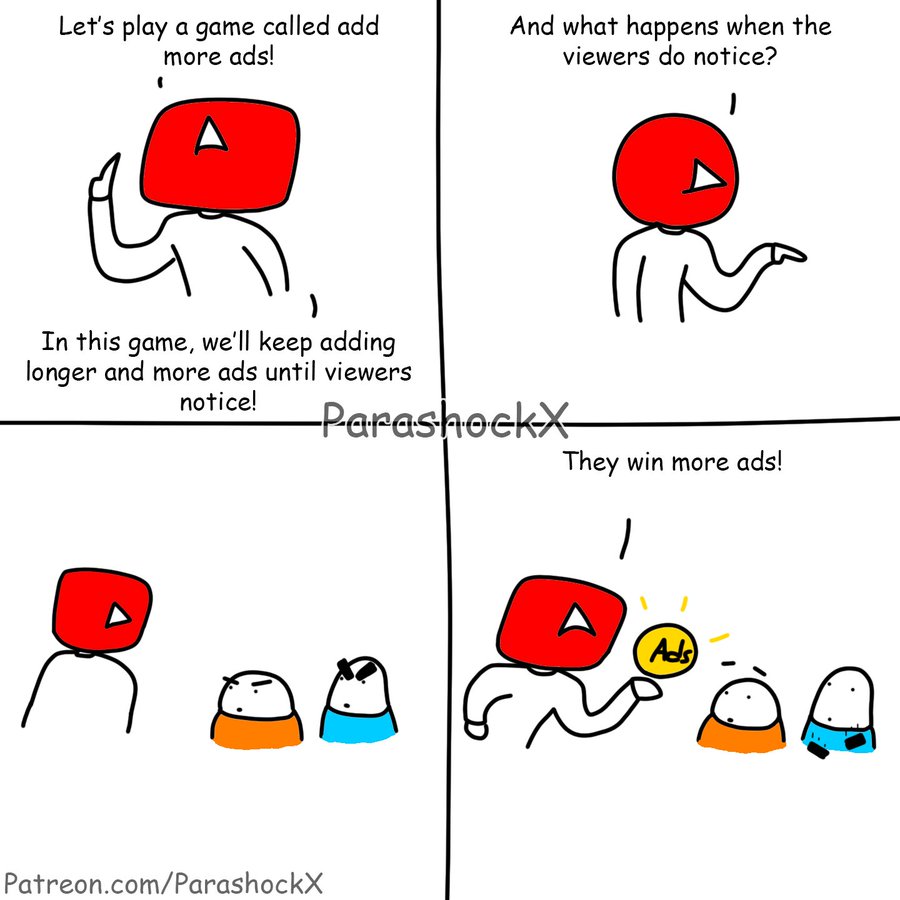 Let's play a game called add
more ads!
In this game, we'll keep adding
longer and more ads until viewers
notice!
And what happens when the
viewers do notice?
ParashockX
They win more ads!
Ads
Patreon.com/ParashockX